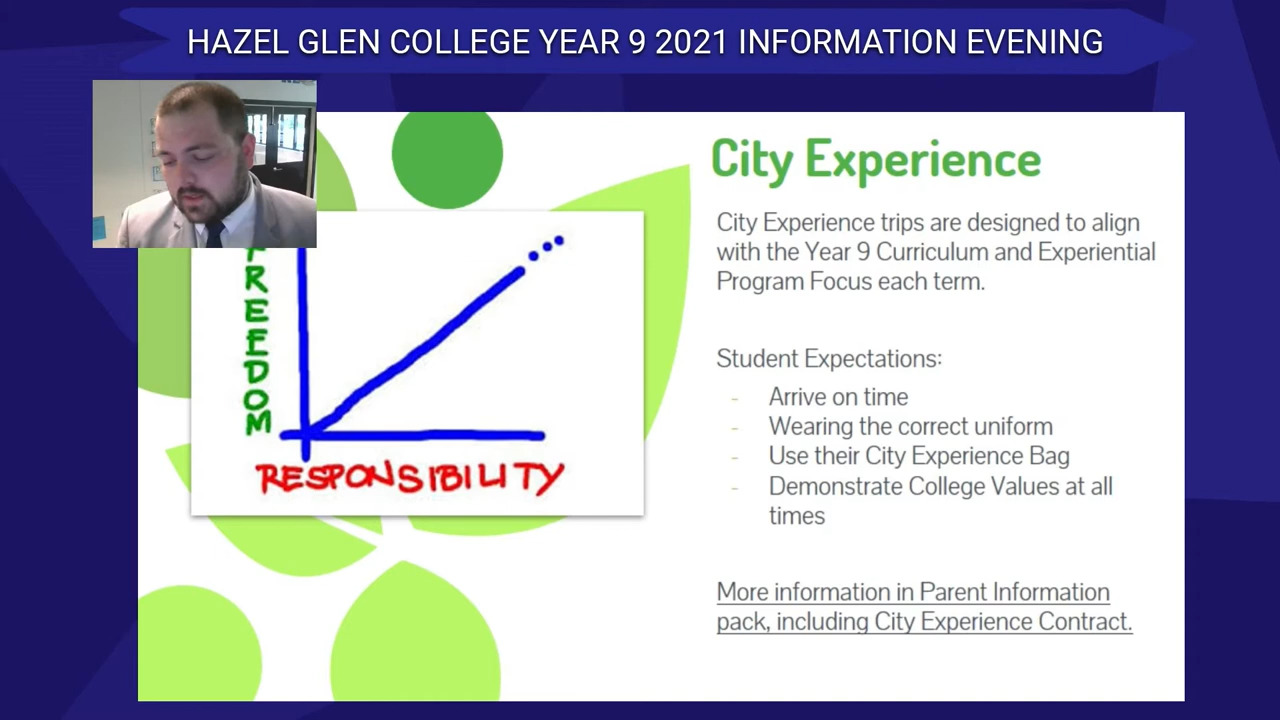 HAZEL GLEN COLLEGE YEAR 9 2021 INFORMATION EVENING
City Experience
City Experience trips are designed to align
with the Year 9 Curriculum and Experiential
Program Focus each term.
Student Expectations:
- Arrive on time
- Wearing the correct uniform
- Use their City Experience Bag
- Demonstrate College Values at all
times
More information in Parent Information
pack, including City Experience Contract.
FREEDOM
RESPONSIBILITY